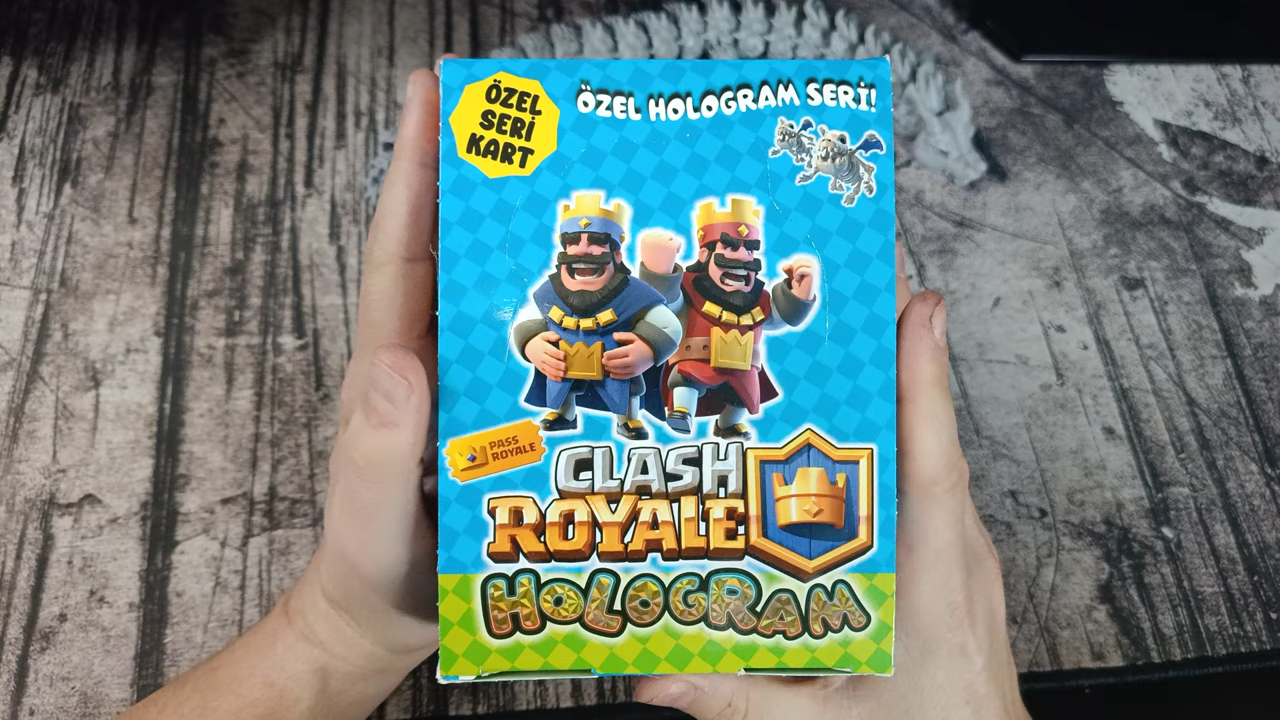 ÖZEL
SERİ
KART
ÖZEL HOLOGRAM SERİ!
PASS
ROYALE
CLASH
ROYALE
HOLOGRAM